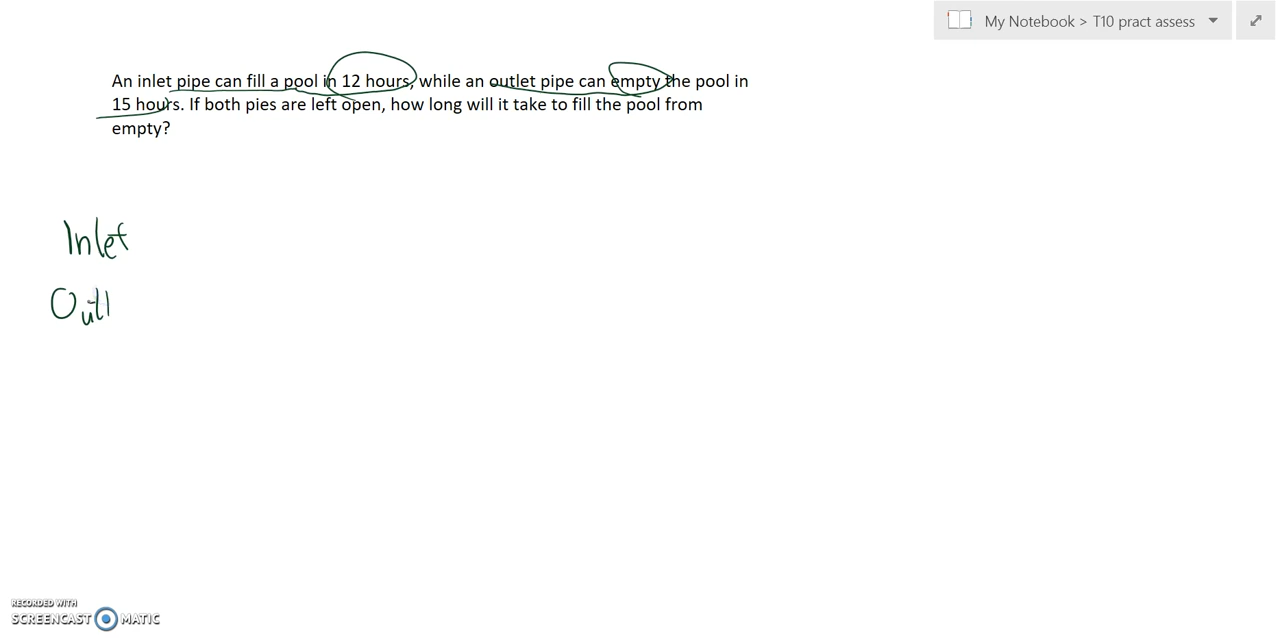 My Notebook > T10 pract assess
An inlet pipe can fill a pool in 12 hours, while an outlet pipe can empty the pool in
15 hours. If both pies are left open, how long will it take to fill the pool from
empty?
Inlet
Outl
RECORDED WITH
SCREENCAST MATIC